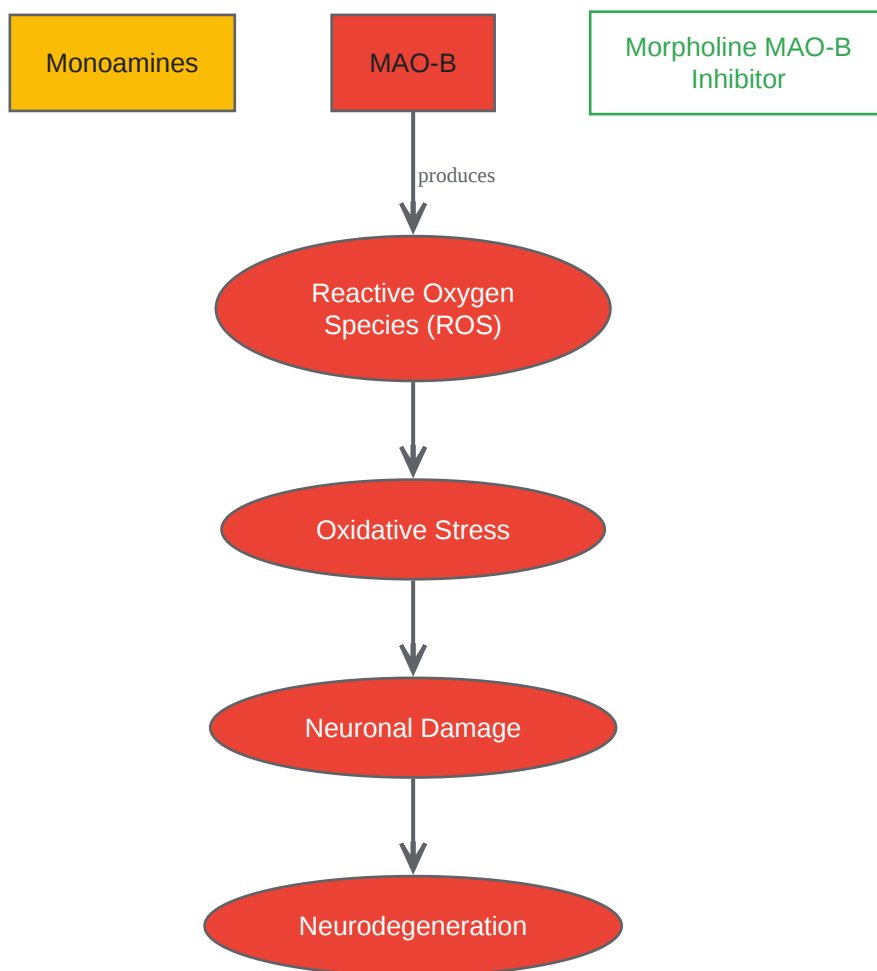 Monoamines
MAO-B
Morpholine MAO-B
Inhibitor
produces
Reactive Oxygen
Species (ROS)
Oxidative Stress
Neuronal Damage
Neurodegeneration